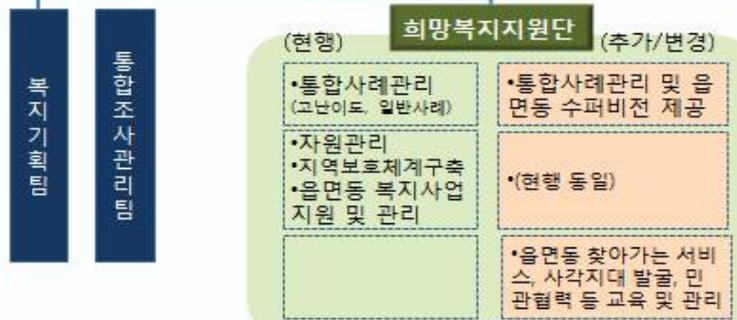 희망복지지원단
(현행)
(추가/변경)
복지기획팀
통합조사관리팀
•통합사례관리
(고난이도, 일반사례)
•통합사례관리 및 읍
면동 수퍼비전 제공
•자원관리
•지역보호체계구축
•읍면동 복지사업
지원 및 관리
•(현행 동일)
•읍면동 찾아가는 서비
스, 사각지대 발굴, 민
관협력 등 교육 및 관리